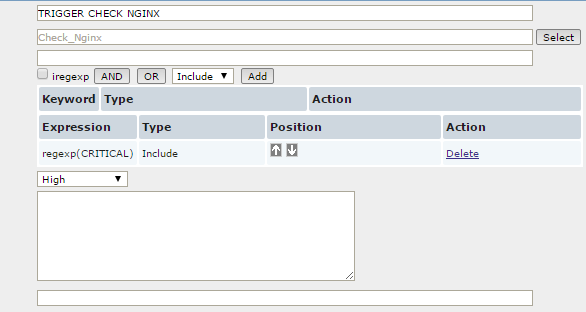 TRIGGER CHECK NGINX
Check_Nginx Select
iregexp AND OR Include Add
Keyword Type Action
Expression Type Position Action
regexp(CRITICAL) Include Delete
High